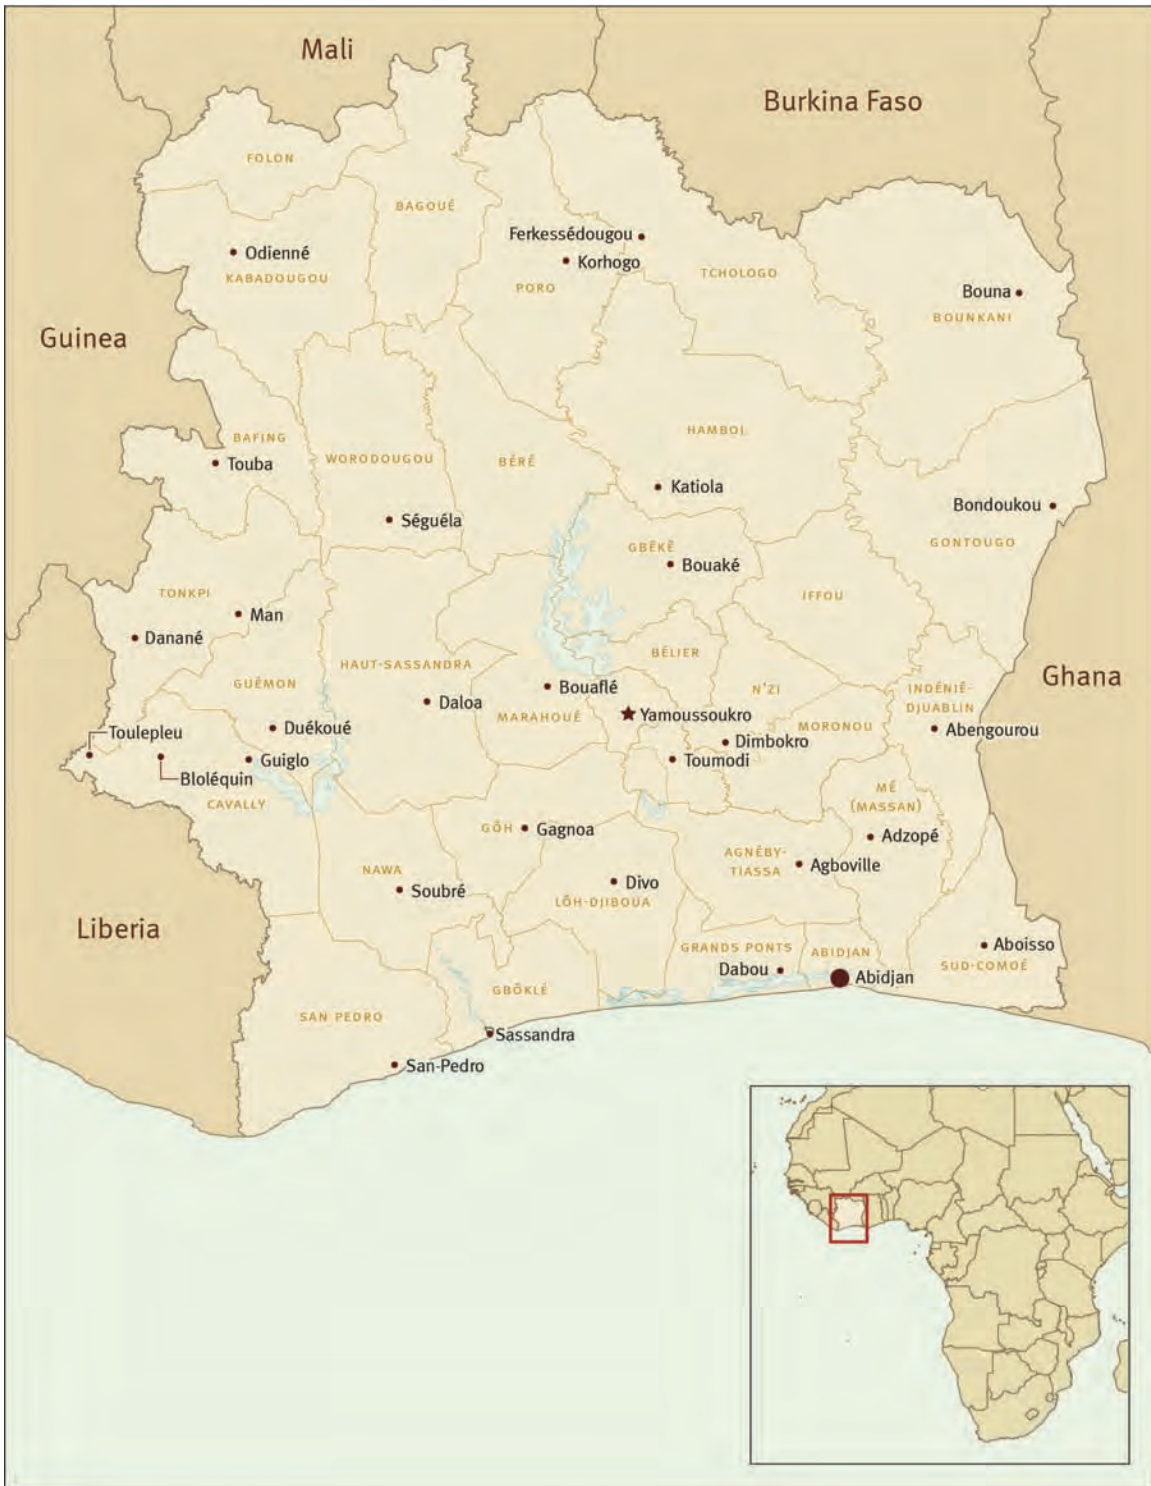 Mali
Burkina Faso
FOLON
BAGOUÉ
Ferkessédougou
Odienné
Korhogo
KABADOUGOU
TCHOLOGO
PORO
Bouna
BOUNKANI
Guinea
HAMBOL
BAFING
WORODOUGOU
BÉRÉ
Touba
Katiola
Bondoukou
Séguéla
GONTOUGO
GBÊKÊ
Bouaké
TONKPI
IFFOU
Man
Danané
BÉLIER
HAUT-SASSANDRA
Ghana
GUÉMON
Bouaflé
N'ZI
INDÉNIÉ-
DJUABLIN
Daloa
MARAHOUÉ
Yamoussoukro
MORONOU
Abengourou
Toulepleu
Duékoué
Dimbokro
Guiglo
Toumodi
Bloléquin
CAVALLY
MÉ
(MASSAN)
GÔH
Gagnoa
Adzopé
AGNÉBY-
TIASSA
Agboville
NAWA
Soubré
Divo
LÔH-DJIBOUA
Liberia
GRANDS PONTS
ABIDJAN
Aboisso
SUD-COMOÉ
Dabou
Abidjan
GBÔKLÉ
SAN PEDRO
Sassandra
San-Pedro